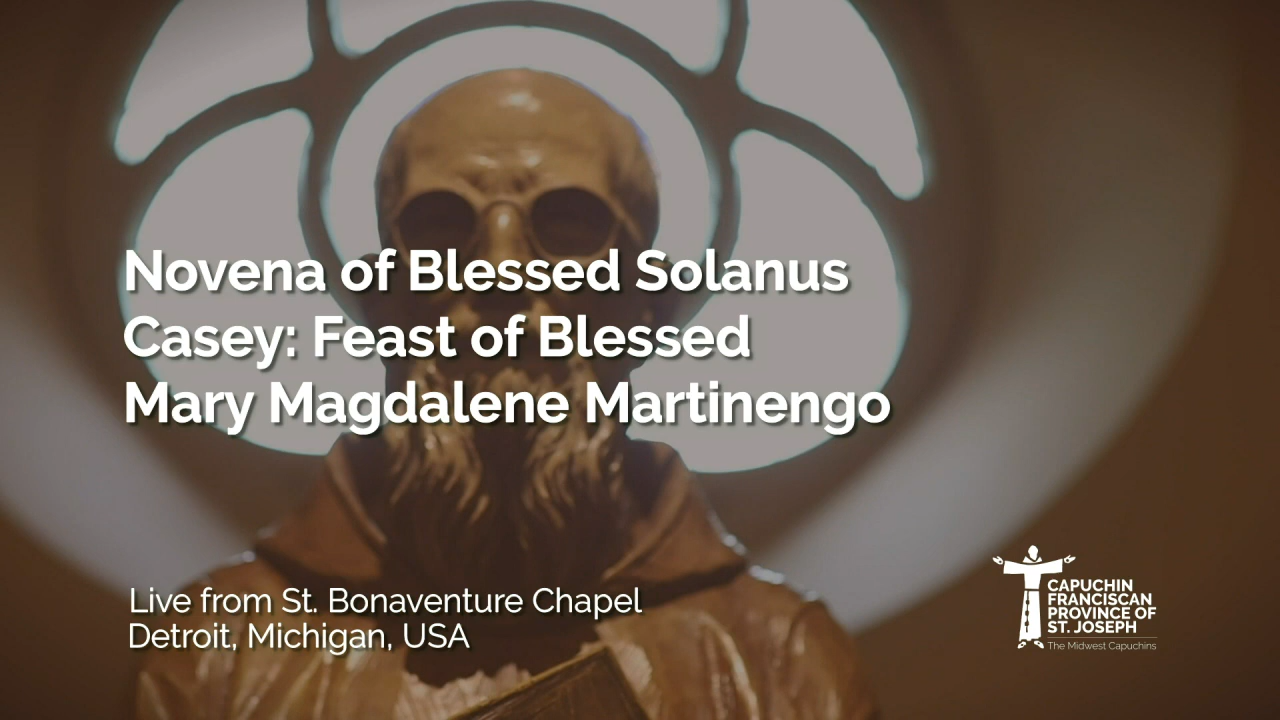 Novena of Blessed Solanus
Casey: Feast of Blessed
Mary Magdalene Martinengo
Live from St. Bonaventure Chapel
Detroit, Michigan, USA
CAPUCHIN
FRANCISCAN
PROVINCE OF
ST. JOSEPH
The Midwest Capuchins